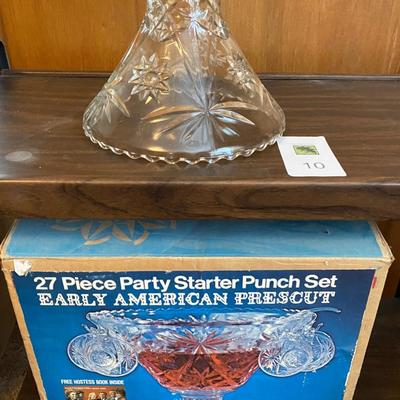 10
27 Piece Party Starter Punch Set
EARLY AMERICAN PRESCUT
FREE HOSTESS BOOK INSIDE